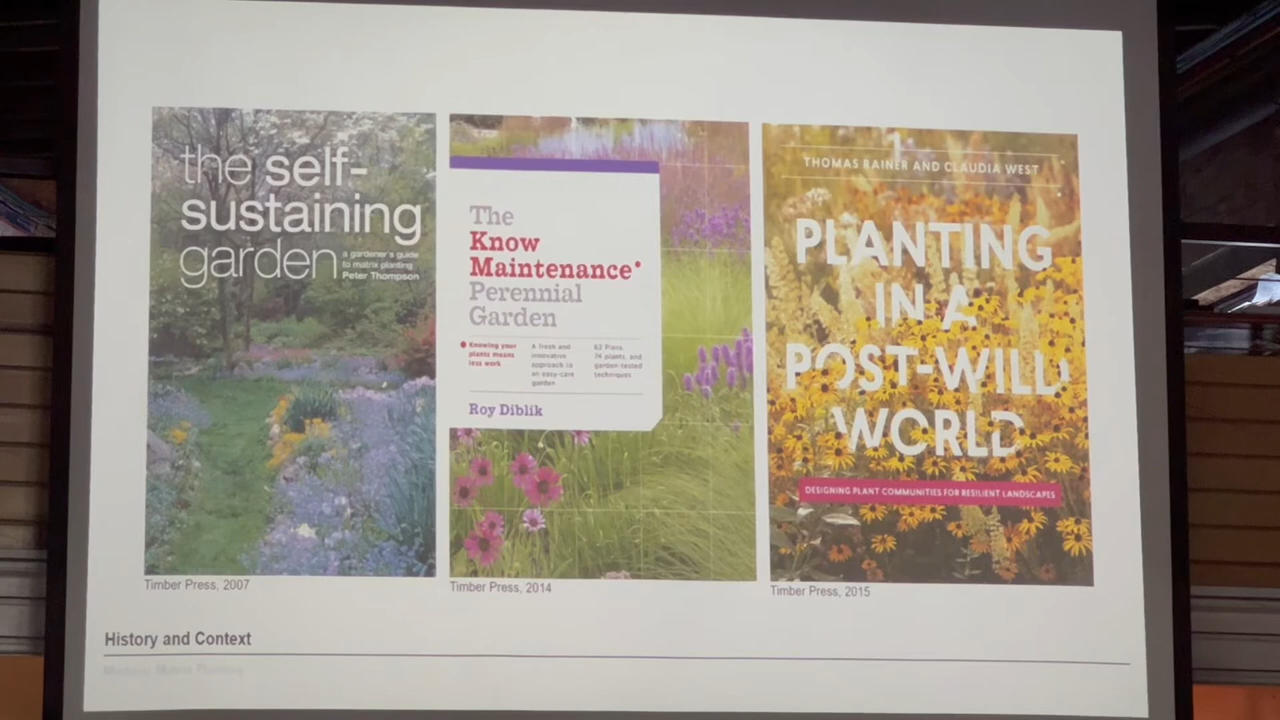 the self-
sustaining
garden
a gardener's guide
to matrix planting
Peter Thompson
The
Know
Maintenance*
Perennial
Garden
Knowing your
plants means
less work
A fresh and
innovative
approach to
an easy-care
garden
62 Plans,
74 plants, and
garden-tested
techniques
Roy Diblik
THOMAS RAINER AND CLAUDIA WEST
PLANTING
IN A
POST-WILD
WORLD
DESIGNING PLANT COMMUNITIES FOR RESILIENT LANDSCAPES
Timber Press, 2007
Timber Press, 2014
Timber Press, 2015
History and Context
Matrix Planting